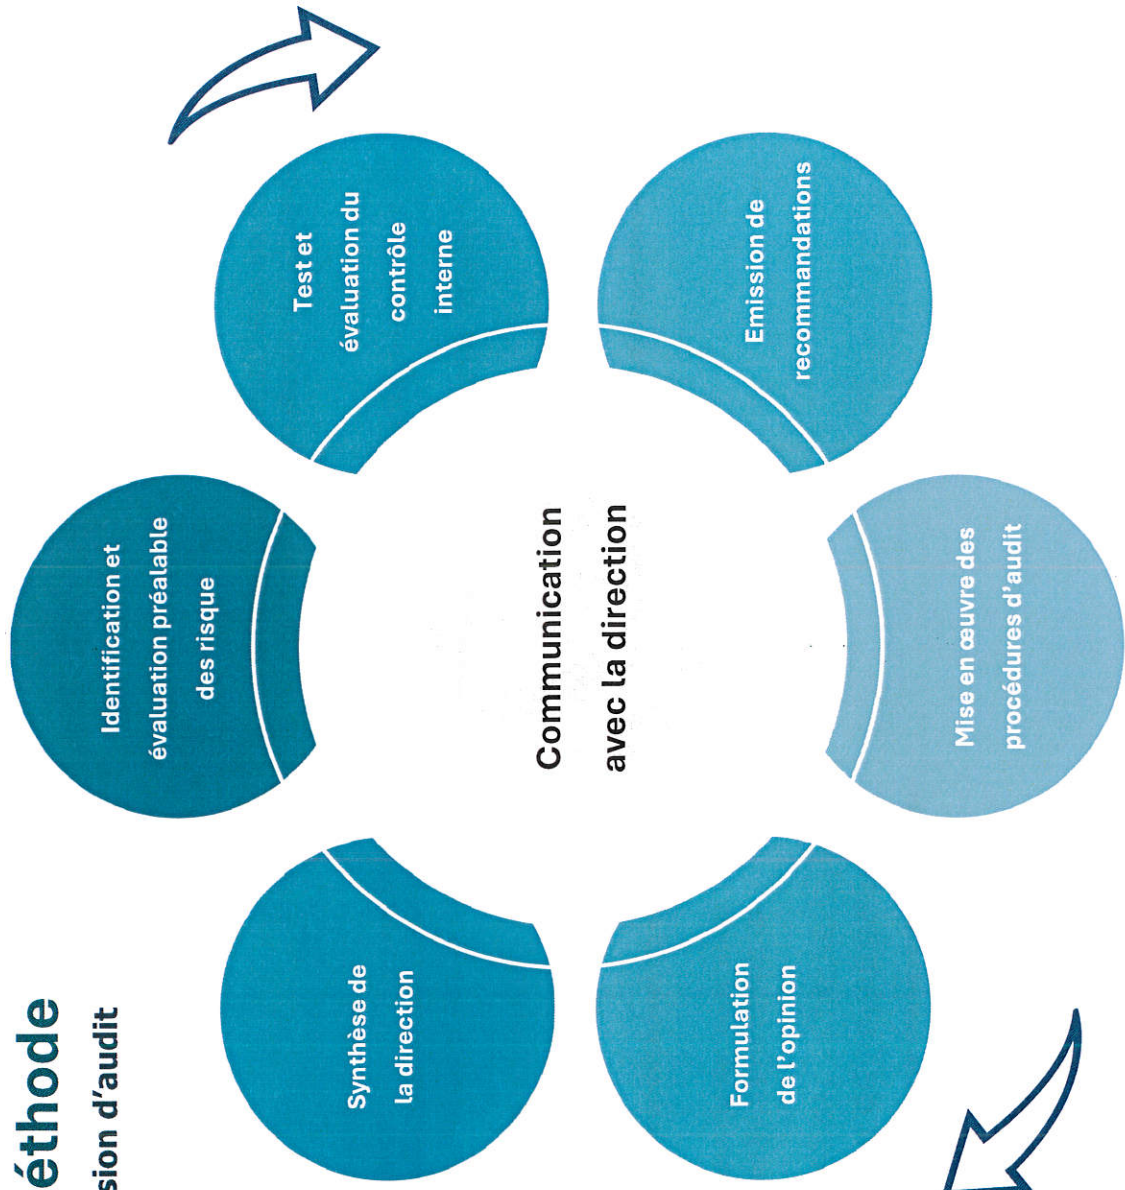 éthode
sion d'audit
Identification et
évaluation préalable
des risque
Test et
évaluation du
contrôle
interne
Emission de
recommandations
Mise en œuvre des
procédures d'audit
Formulation
de l'opinion
Synthèse de
la direction
Communication
avec la direction